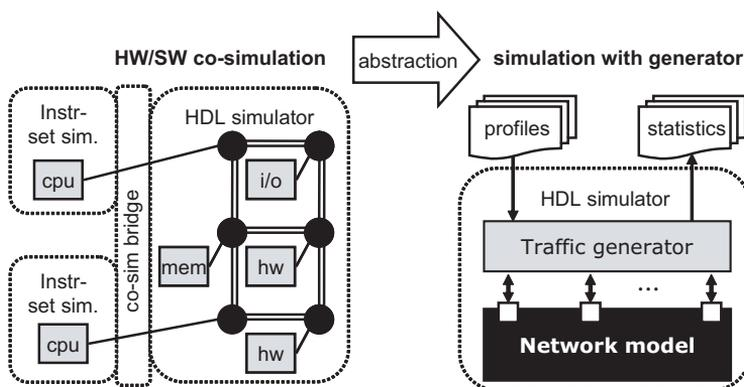 HW/SW co-simulation
abstraction
simulation with generator
Instr-
set sim.
cpu
co-sim bridge
HDL simulator
i/o
mem
hw
hw
Instr-
set sim.
cpu
profiles
statistics
HDL simulator
Traffic generator
...
Network model